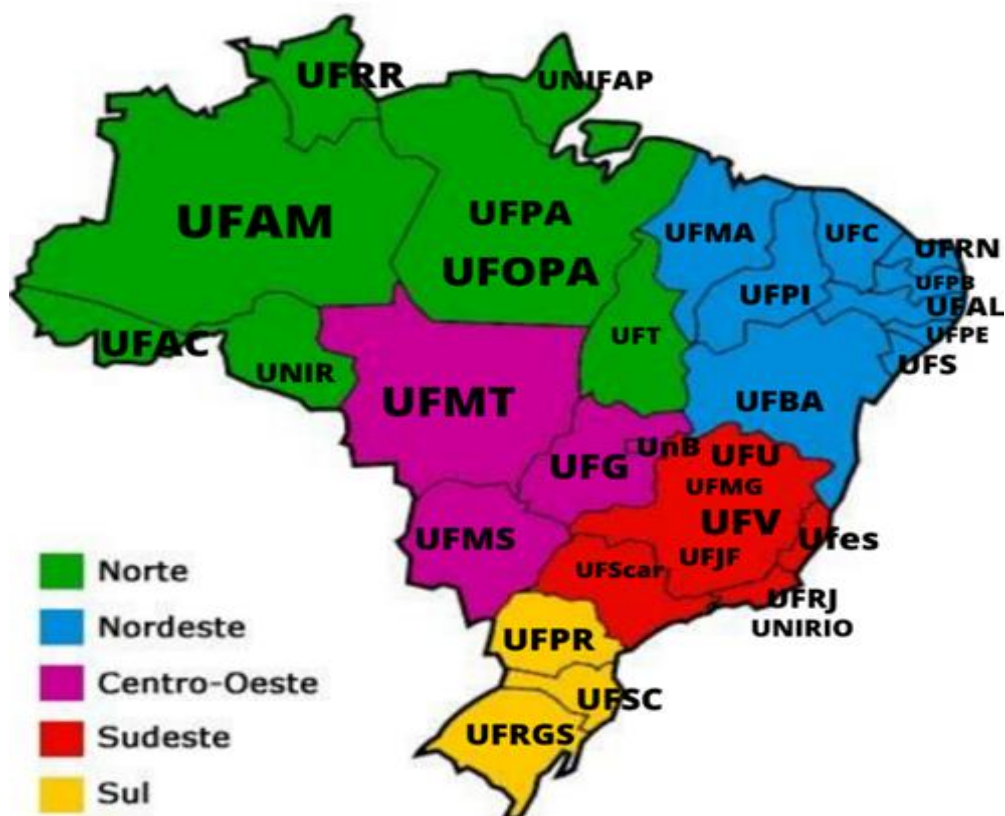 UFRR
UNIFAP
UFAM
UFPA
UFOPA
UFMA
UFC
UFRN
UFPB
UFPI
UFAL
UFPE
UFAC
UNIR
UFT
UFS
UFMT
UFBA
UFG
UnB
UFU
UFMG
UFV
UFMS
Ufes
UFJF
UFScar
UFRJ
UNIRIO
UFPR
UFSC
UFRGS
Norte
Nordeste
Centro-Oeste
Sudeste
Sul